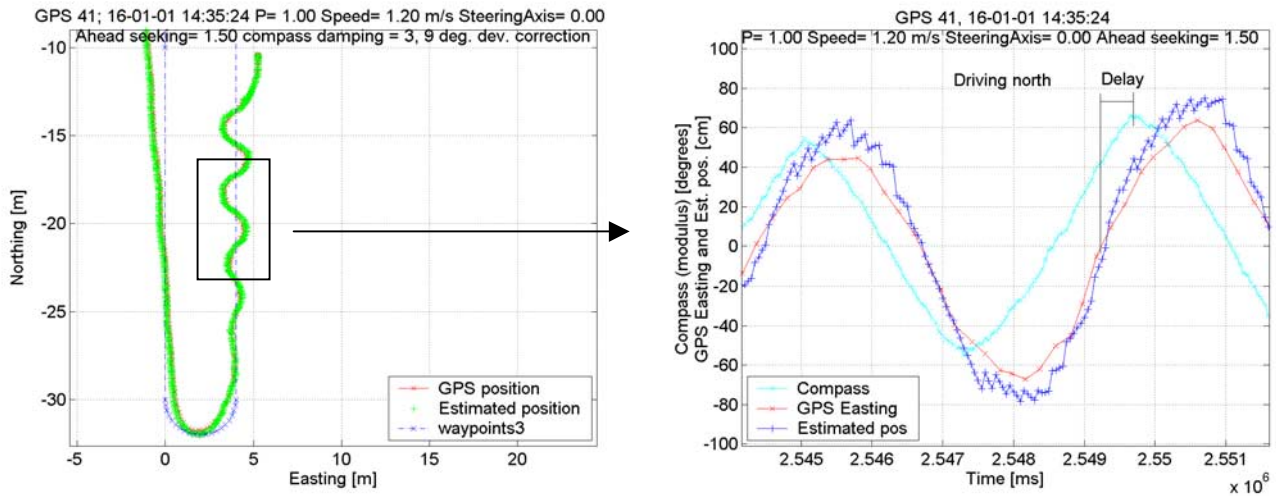 GPS 41; 16-01-01 14:35:24 P= 1.00 Speed= 1.20 m/s SteeringAxis= 0.00
Ahead seeking= 1.50 compass damping = 3, 9 deg. dev. correction
-10
-15
-20
-25
-30
Northing [m]
GPS position
Estimated position
waypoints3
-5
0
5
10
15
20
Easting [m]
GPS 41, 16-01-01 14:35:24
P= 1.00 Speed= 1.20 m/s SteeringAxis= 0.00 Ahead seeking= 1.50
Driving north
Delay
100
80
60
40
20
0
-20
-40
-60
-80
-100
Compass (modulus) [degrees]
GPS Easting and Est. pos. [cm]
Compass
GPS Easting
Estimated pos
2.545
2.546
2.547
2.548
2.549
2.55
2.551
Time [ms]
x 10^6